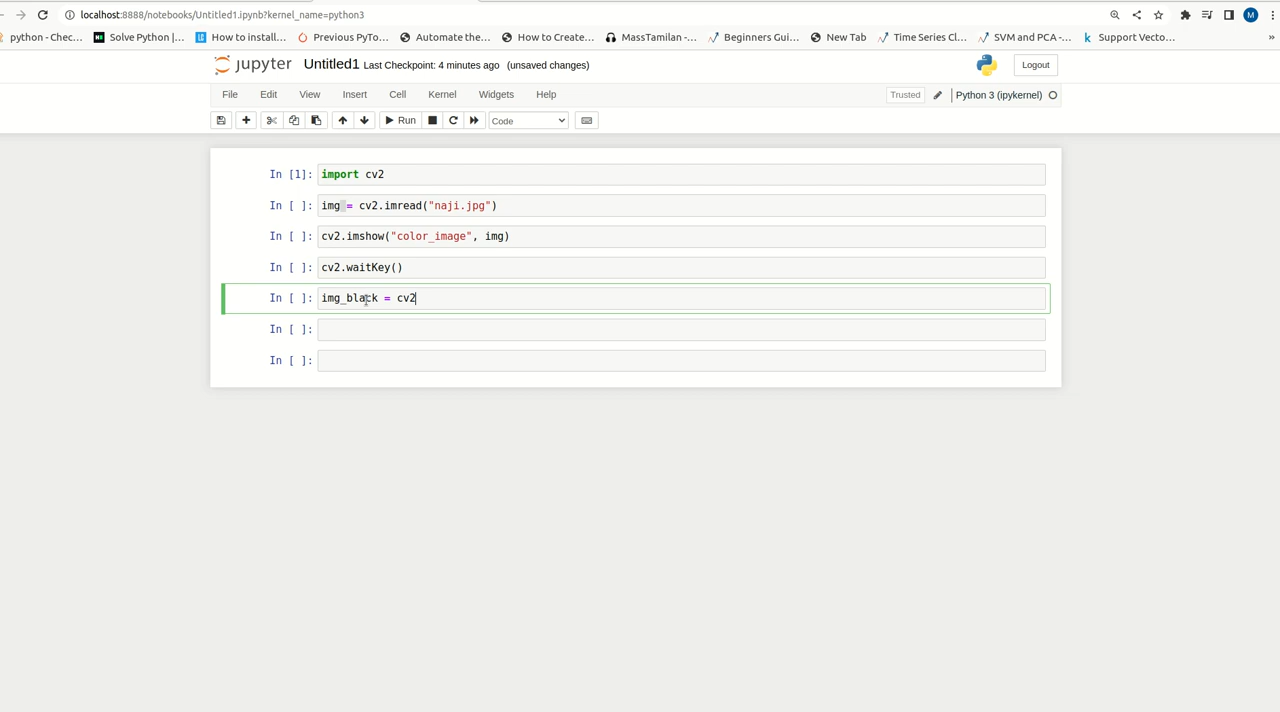 localhost:8888/notebooks/Untitled1.ipynb?kernel_name=python3
M
python - Chec... Solve Python |... How to install... Previous PyTo... Automate the... How to Create... MassTamilan -... Beginners Gui... New Tab Time Series Cl... SVM and PCA -... Support Vecto... »
jupyter Untitled1 Last Checkpoint: 4 minutes ago (unsaved changes) Logout
File Edit View Insert Cell Kernel Widgets Help Trusted Python 3 (ipykernel)
Run Code
In [1]: import cv2
In [ ]: img = cv2.imread("naji.jpg")
In [ ]: cv2.imshow("color_image", img)
In [ ]: cv2.waitKey()
In [ ]: img_black = cv2
In [ ]:
In [ ]: